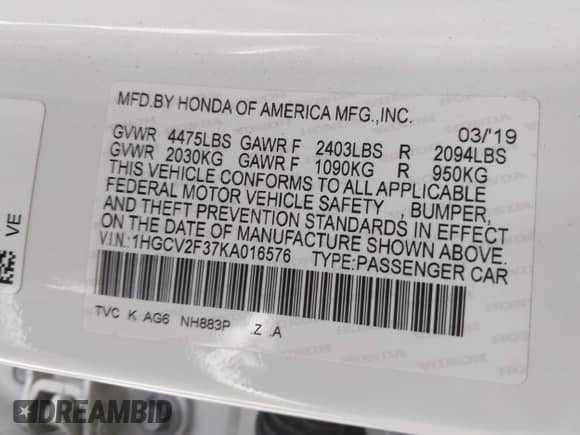 MFD.BY HONDA OF AMERICA MFG.,INC. 03/'19
GVWR 4475LBS GAWR F 2403LBS R 2094LBS
GVWR 2030KG GAWR F 1090KG R 950KG
THIS VEHICLE CONFORMS TO ALL APPLICABLE
FEDERAL MOTOR VEHICLE SAFETY , BUMPER,
AND THEFT PREVENTION STANDARDS IN EFFECT
ON THE DATE OF MANUFACTURE SHOWN ABOVE.
V.I.N.:1HGCV2F37KA016576 TYPE:PASSENGER CAR
TVC K AG6 NH883P .Z .A
VE
DREAMBID